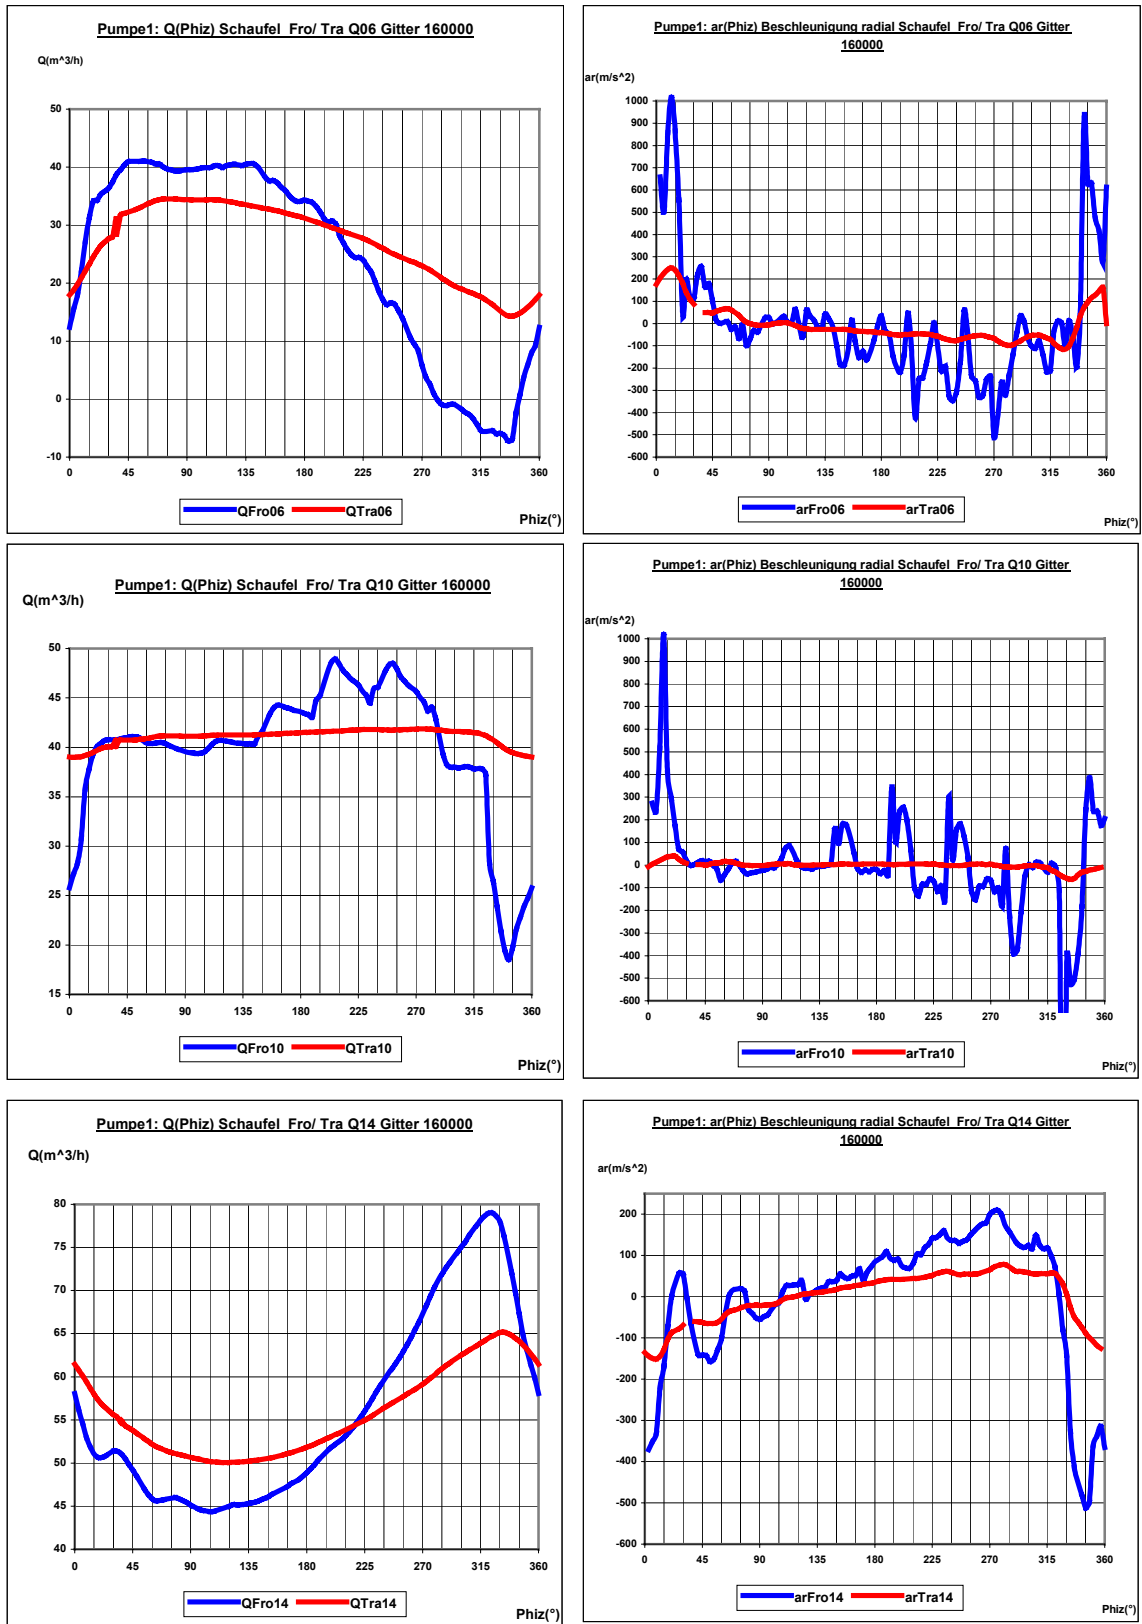 Pumpe1: Q(Phiz) Schaufel Fro/ Tra Q06 Gitter 160000
Q(m^3/h)
50
40
30
20
10
0
-10
0 45 90 135 180 225 270 315 360
QFro06 QTra06
Phiz(°)
Pumpe1: ar(Phiz) Beschleunigung radial Schaufel Fro/ Tra Q06 Gitter
160000
ar(m/s^2)
1000
900
800
700
600
500
400
300
200
100
0
-100
-200
-300
-400
-500
-600
0 45 90 135 180 225 270 315 360
arFro06 arTra06
Phiz(°)
Pumpe1: Q(Phiz) Schaufel Fro/ Tra Q10 Gitter 160000
Q(m^3/h)
50
45
40
35
30
25
20
15
0 45 90 135 180 225 270 315 360
QFro10 QTra10
Phiz(°)
Pumpe1: ar(Phiz) Beschleunigung radial Schaufel Fro/ Tra Q10 Gitter
160000
ar(m/s^2)
1000
900
800
700
600
500
400
300
200
100
0
-100
-200
-300
-400
-500
-600
0 45 90 135 180 225 270 315 360
arFro10 arTra10
Phiz(°)
Pumpe1: Q(Phiz) Schaufel Fro/ Tra Q14 Gitter 160000
Q(m^3/h)
80
75
70
65
60
55
50
45
40
0 45 90 135 180 225 270 315 360
QFro14 QTra14
Phiz(°)
Pumpe1: ar(Phiz) Beschleunigung radial Schaufel Fro/ Tra Q14 Gitter
160000
ar(m/s^2)
200
100
0
-100
-200
-300
-400
-500
-600
0 45 90 135 180 225 270 315 360
arFro14 arTra14
Phiz(°)